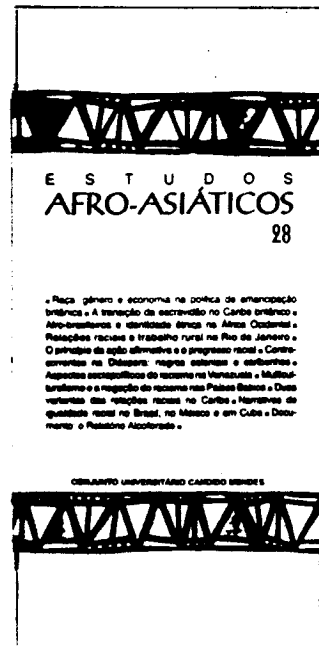 ESTUDOS
AFRO-ASIÁTICOS
28
• Raça, gênero e economia na política de emancipação
britânica • A transição da escravidão no Caribe britânico •
Afro-brasileiros e identidade étnica na África Ocidental •
Relações raciais e trabalho rural no Rio de Janeiro •
O princípio da ação afirmativa e o progresso racial • Contra-
correntes na Diáspora: negros e caribenhos •
Aspectos sociopolíticos do racismo na Venezuela • Multicul-
turalismo e a negação do racismo nos Países Baixos • Duas
variantes das relações raciais no Caribe • Narrativas de
igualdade racial no Brasil, no México e em Cuba • Docu-
mento: o Relatório Alcoforado •
CONJUNTO UNIVERSITÁRIO CANDIDO MENDES